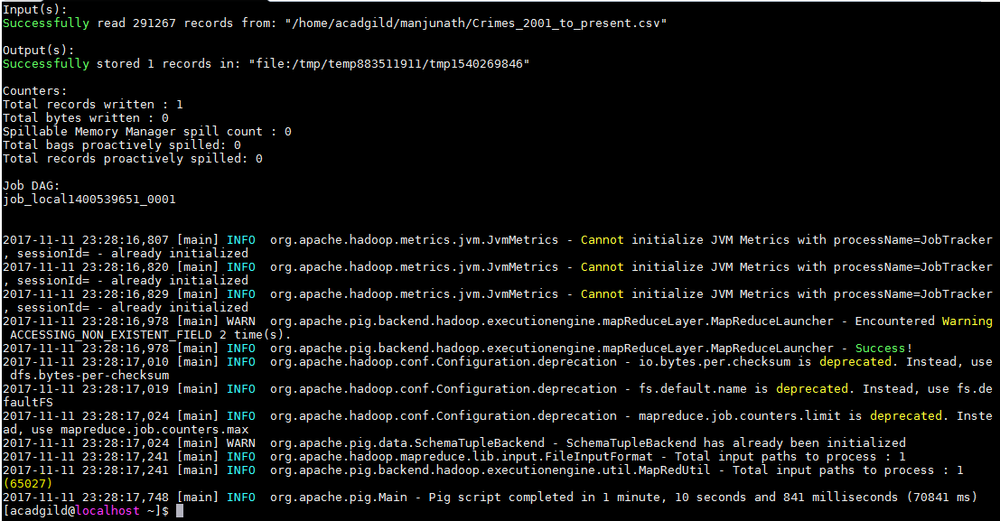 Input(s):
Successfully read 291267 records from: "/home/acadgild/manjunath/Crimes_2001_to_present.csv"
Output(s):
Successfully stored 1 records in: "file:/tmp/temp883511911/tmp1540269846"
Counters:
Total records written : 1
Total bytes written : 0
Spillable Memory Manager spill count : 0
Total bags proactively spilled: 0
Total records proactively spilled: 0
Job DAG:
job_local1400539651_0001
2017-11-11 23:28:16,807 [main] INFO  org.apache.hadoop.metrics.jvm.JvmMetrics - Cannot initialize JVM Metrics with processName=JobTracker
, sessionId= - already initialized
2017-11-11 23:28:16,820 [main] INFO  org.apache.hadoop.metrics.jvm.JvmMetrics - Cannot initialize JVM Metrics with processName=JobTracker
, sessionId= - already initialized
2017-11-11 23:28:16,829 [main] INFO  org.apache.hadoop.metrics.jvm.JvmMetrics - Cannot initialize JVM Metrics with processName=JobTracker
, sessionId= - already initialized
2017-11-11 23:28:16,978 [main] WARN  org.apache.pig.backend.hadoop.executionengine.mapReduceLayer.MapReduceLauncher - Encountered Warning
 ACCESSING_NON_EXISTENT_FIELD 2 time(s).
2017-11-11 23:28:16,978 [main] INFO  org.apache.pig.backend.hadoop.executionengine.mapReduceLayer.MapReduceLauncher - Success!
2017-11-11 23:28:17,010 [main] INFO  org.apache.hadoop.conf.Configuration.deprecation - io.bytes.per.checksum is deprecated. Instead, use
 dfs.bytes-per-checksum
2017-11-11 23:28:17,019 [main] INFO  org.apache.hadoop.conf.Configuration.deprecation - fs.default.name is deprecated. Instead, use fs.de
faultFS
2017-11-11 23:28:17,024 [main] INFO  org.apache.hadoop.conf.Configuration.deprecation - mapreduce.job.counters.limit is deprecated. Inste
ad, use mapreduce.job.counters.max
2017-11-11 23:28:17,024 [main] WARN  org.apache.pig.data.SchemaTupleBackend - SchemaTupleBackend has already been initialized
2017-11-11 23:28:17,241 [main] INFO  org.apache.hadoop.mapreduce.lib.input.FileInputFormat - Total input paths to process : 1
2017-11-11 23:28:17,241 [main] INFO  org.apache.pig.backend.hadoop.executionengine.util.MapRedUtil - Total input paths to process : 1
(65027)
2017-11-11 23:28:17,748 [main] INFO  org.apache.pig.Main - Pig script completed in 1 minute, 10 seconds and 841 milliseconds (70841 ms)
[acadgild@localhost ~]$